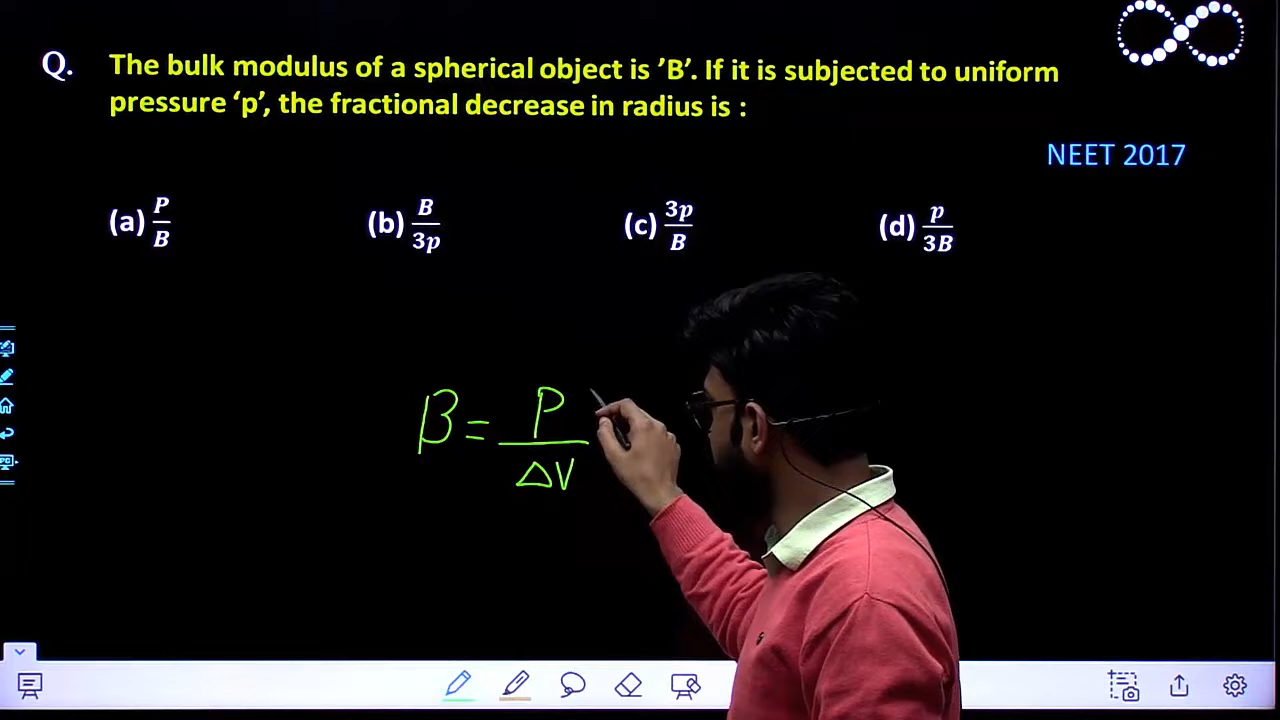 Q. The bulk modulus of a spherical object is ’B’. If it is subjected to uniform
pressure ‘p’, the fractional decrease in radius is :
NEET 2017
(a) P/B (b) B/3p (c) 3p/B (d) p/3B
β = P/ΔV
PC